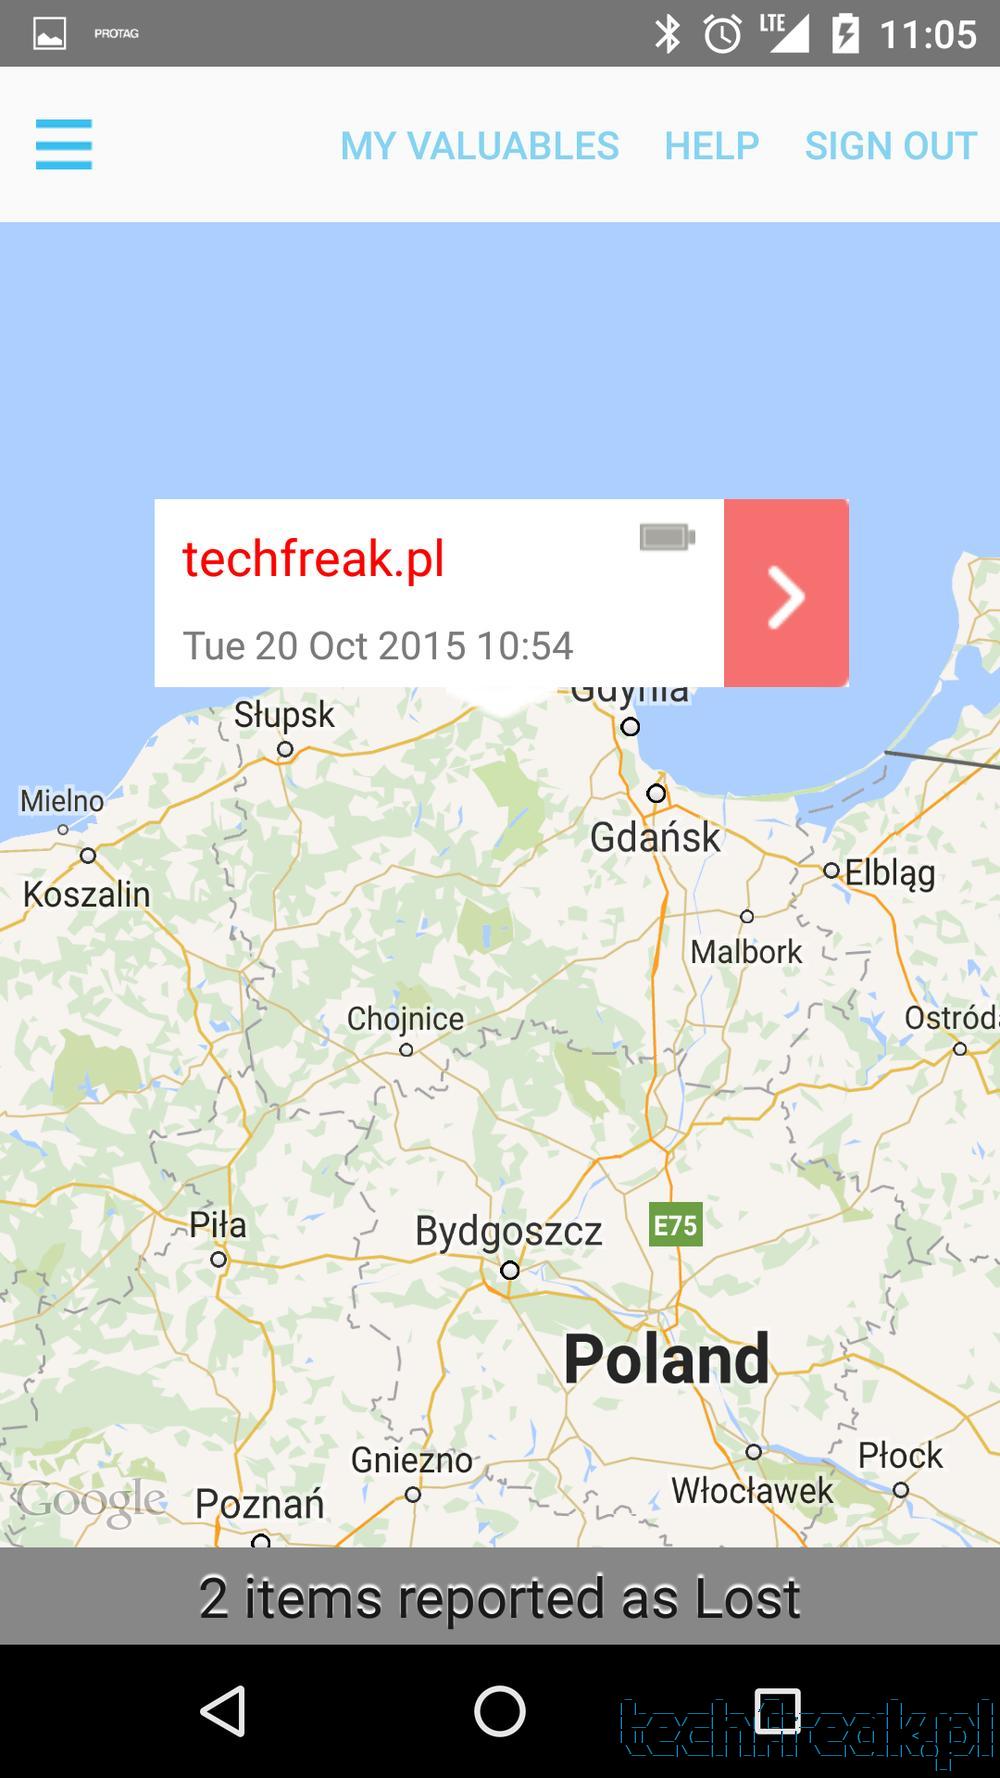 PROTAG
LTE 11:05
MY VALUABLES HELP SIGN OUT
techfreak.pl
Tue 20 Oct 2015 10:54
Gdynia
Słupsk
Mielno
Gdańsk
Koszalin
Elbląg
Malbork
Chojnice
Ostróda
Piła
Bydgoszcz
E75
Poland
Gniezno
Płock
Włocławek
Google
Poznań
2 items reported as Lost
techfreak.pl